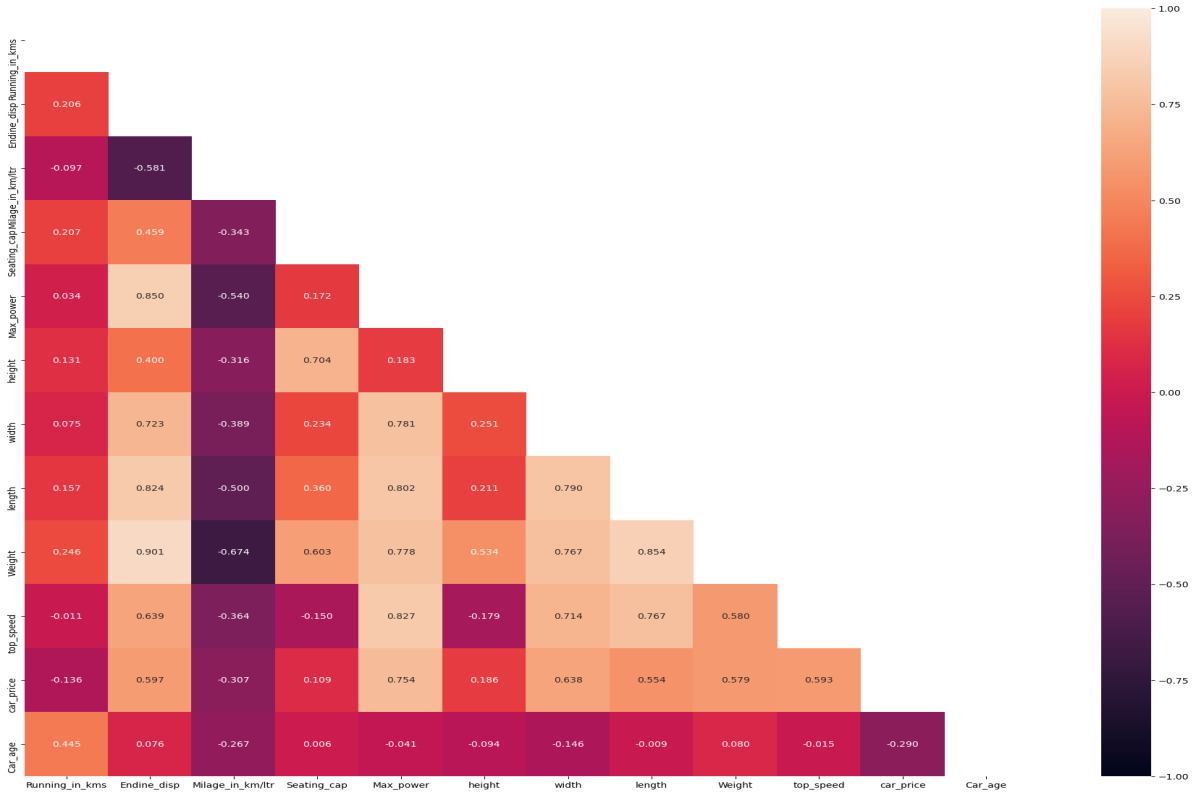 Running_in_kms
Endine_disp
0.206
Milage_in_km/ltr
-0.097 -0.581
Seating_cap
0.207 0.459 -0.343
Max_power
0.034 0.850 -0.540 0.172
height
0.131 0.400 -0.316 0.704 0.183
width
0.075 0.723 -0.389 0.234 0.781 0.251
length
0.157 0.824 -0.500 0.360 0.802 0.211 0.790
Weight
0.246 0.901 -0.674 0.603 0.778 0.534 0.767 0.854
top_speed
-0.011 0.639 -0.364 -0.150 0.827 -0.179 0.714 0.767 0.580
car_price
-0.136 0.597 -0.307 0.109 0.754 0.186 0.638 0.554 0.579 0.593
Car_age
0.445 0.076 -0.267 0.006 -0.041 -0.094 -0.146 -0.009 0.080 -0.015 -0.290
Running_in_kms Endine_disp Milage_in_km/ltr Seating_cap Max_power height width length Weight top_speed car_price Car_age
1.00
0.75
0.50
0.25
0.00
−0.25
−0.50
−0.75
−1.00